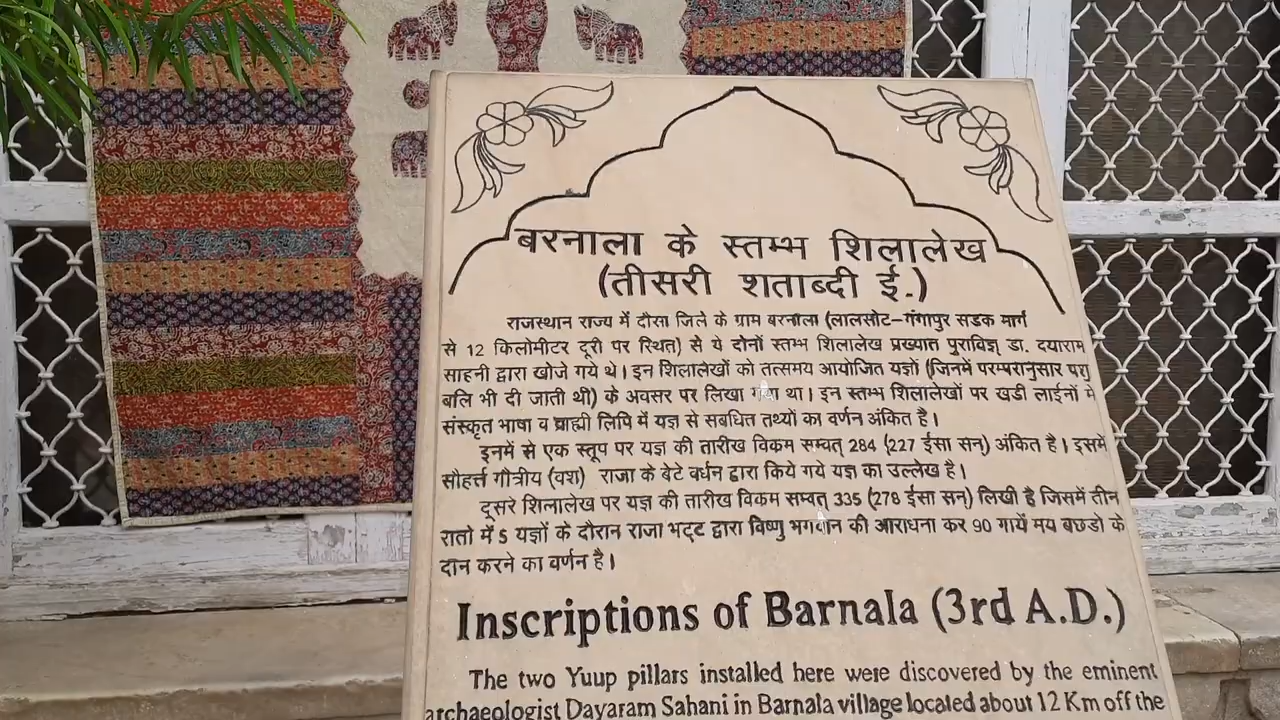 बरनाला के स्तम्भ शिलालेख
(तीसरी शताब्दी ई.)
राजस्थान राज्य में दौसा जिले के ग्राम बरनाला (लालसोट–गंगापुर सडक मार्ग
से 12 किलोमीटर दूरी पर स्थित) से ये दोनों स्तम्भ शिलालेख प्रख्यात पुराविज्ञ् डा. दयाराम
साहनी द्वारा खोजे गये थे। इन शिलालेखों को तत्समय आयोजित यज्ञों (जिनमें परम्परानुसार पशु
बलि भी दी जाती थी) के अवसर पर लिखा गया था। इन स्तम्भ शिलालेखों पर खडी लाईनों मे
संस्कृत भाषा व ब्राह्मी लिपि में यज्ञ से सबंधित तथ्यों का वर्णन अंकित है।
इनमें से एक स्तूप पर यज्ञ की तारीख विकम सम्वत् 284 (227 ईसा सन्) अंकित है। इसमें
सौहर्त्त गौत्रीय (वश) राजा के बेटे वर्धन द्वारा किये गये यज्ञ का उल्लेख है।
दूसरे शिलालेख पर यज्ञ की तारीख विकम सम्वत् 335 (278 ईसा सन्) लिखी है जिसमें तीन
रातो में 5 यज्ञों के दौरान राजा भट्ट द्वारा विष्णु भगवान की आराधना कर 90 गायें मय बछडो के
दान करने का वर्णन है।
Inscriptions of Barnala (3rd A.D.)
The two Yuup pillars installed here were discovered by the eminent
archaeologist Dayaram Sahani in Barnala village located about 12 Km off the